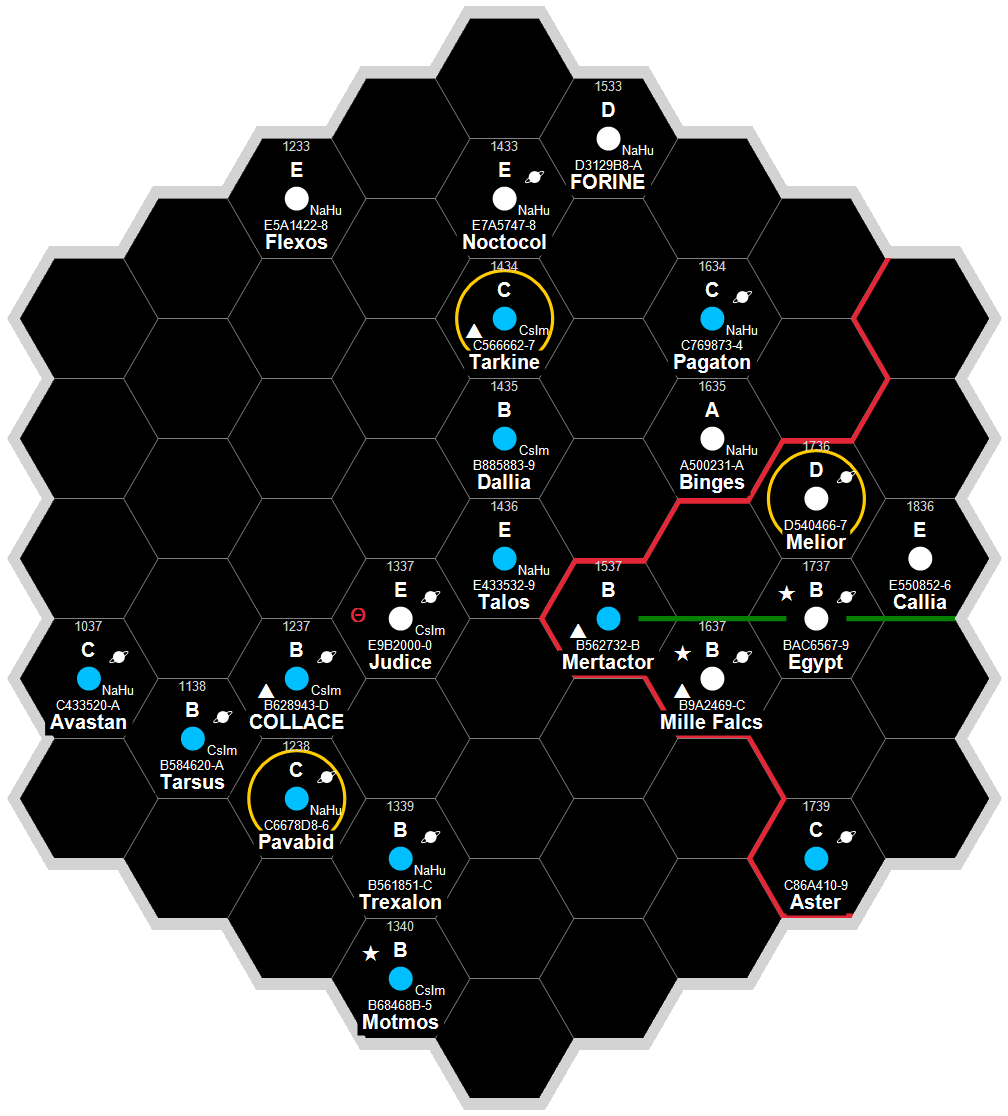 1533
D
NaHu
D3129B8-A
FORINE
1233
E
NaHu
E5A1422-8
Flexos
1433
E
NaHu
E7A5747-8
Noctocol
1434
C
CsIm
C566662-7
Tarkine
1634
C
NaHu
C769873-4
Pagaton
1435
B
CsIm
B885883-9
Dallia
1635
A
NaHu
A500231-A
Binges
1736
D
D540466-7
Melior
1436
E
NaHu
E433532-9
Talos
1836
E
E550852-6
Callia
1337
E
CsIm
E9B2000-0
Judice
Θ
1537
B
B562732-B
Mertactor
1737
B
BAC6567-9
Egypt
1037
C
NaHu
C433520-A
Avastan
1237
B
CsIm
B628943-D
COLLACE
1637
B
B9A2469-C
Mille Falcs
1138
B
CsIm
B584620-A
Tarsus
1238
C
NaHu
C6678D8-6
Pavabid
1339
B
NaHu
B561851-C
Trexalon
1739
C
C86A410-9
Aster
1340
B
CsIm
B68468B-5
Motmos